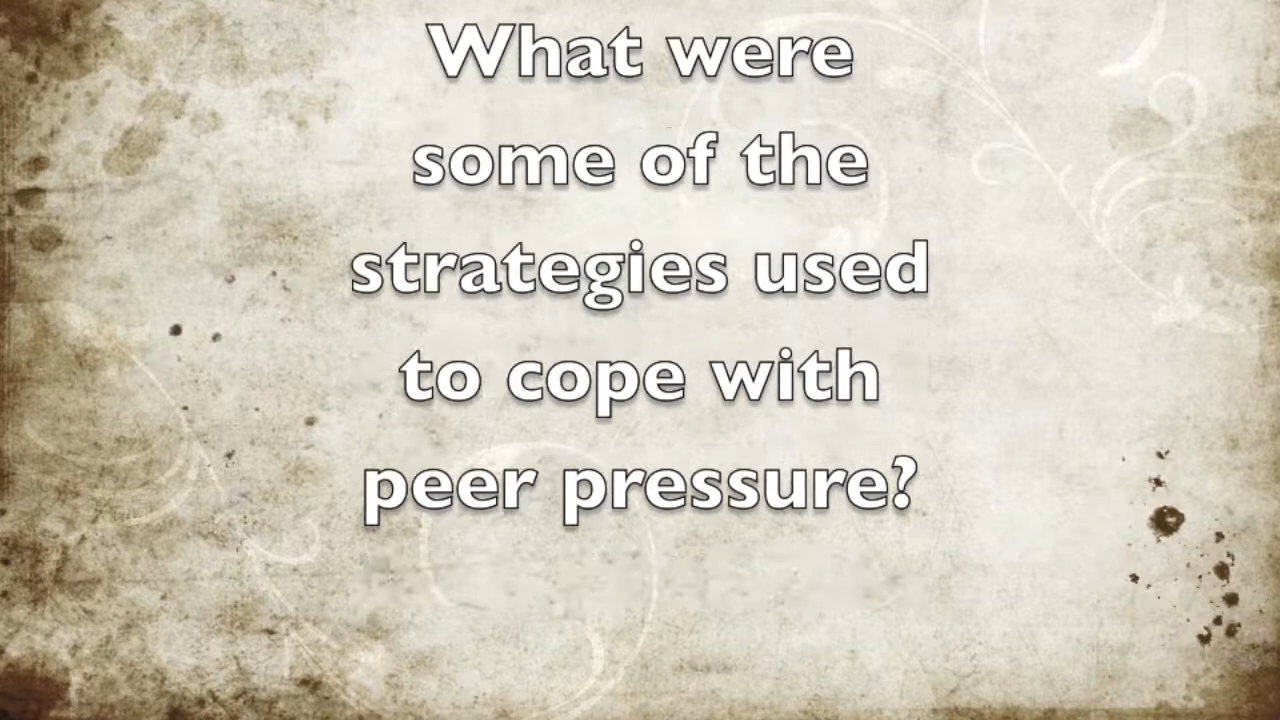 What were
some of the
strategies used
to cope with
peer pressure?